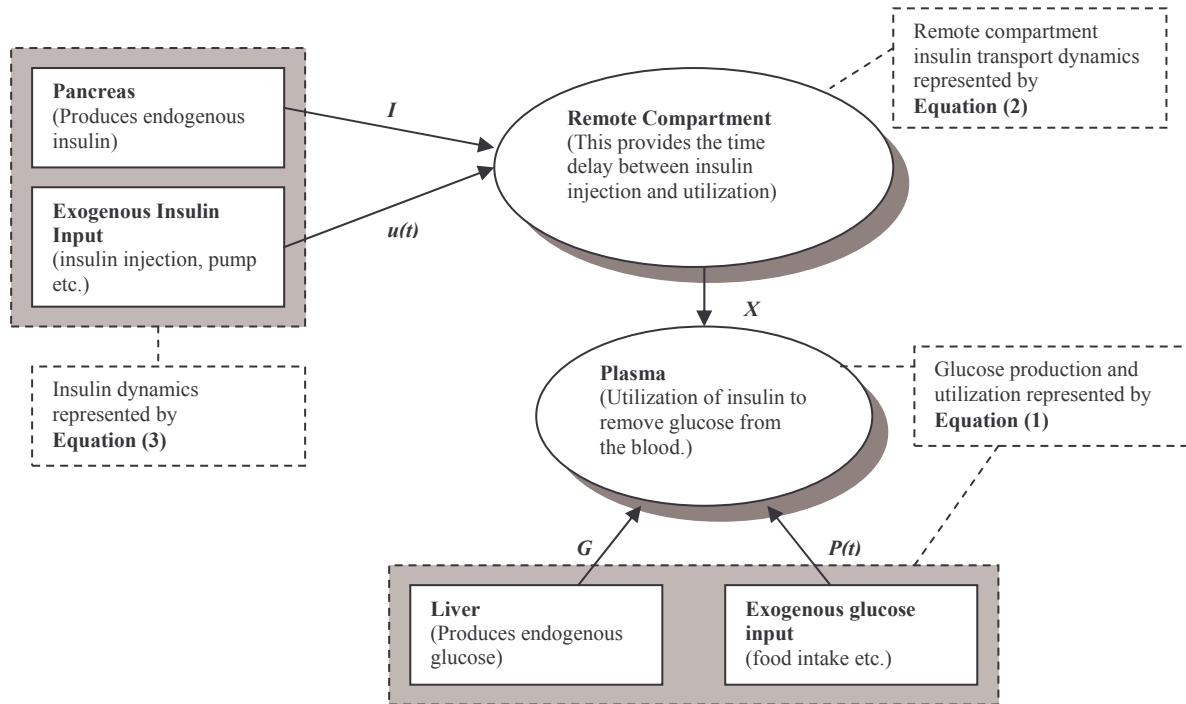 Pancreas
(Produces endogenous
insulin)
Exogenous Insulin
Input
(insulin injection, pump
etc.)
I
u(t)
Remote Compartment
(This provides the time
delay between insulin
injection and utilization)
Remote compartment
insulin transport dynamics
represented by
Equation (2)
X
Insulin dynamics
represented by
Equation (3)
Plasma
(Utilization of insulin to
remove glucose from
the blood.)
Glucose production and
utilization represented by
Equation (1)
G
P(t)
Liver
(Produces endogenous
glucose)
Exogenous glucose
input
(food intake etc.)